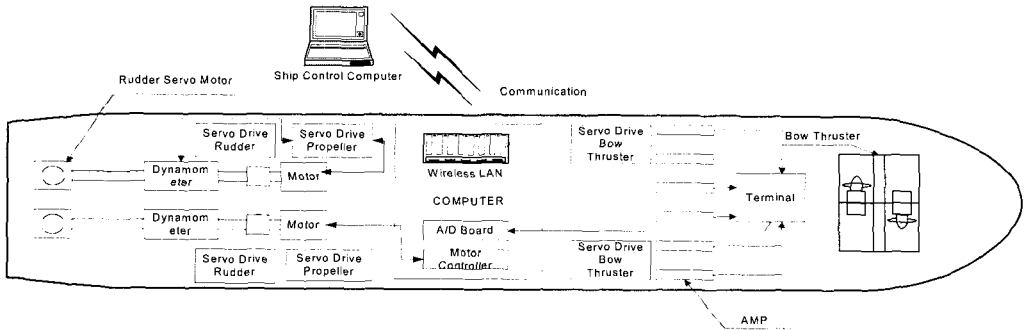 Ship Control Computer
Rudder Servo Motor
Communication
Servo Drive
Rudder
Servo Drive
Propeller
Servo Drive
Bow
Thruster
Bow Thruster
Wireless LAN
Dynamom
eter
Motor
Terminal
COMPUTER
Dynamom
eter
Motor
A/D Board
Motor
Controller
Servo Drive
Rudder
Servo Drive
Propeller
Servo Drive
Bow
Thruster
AMP